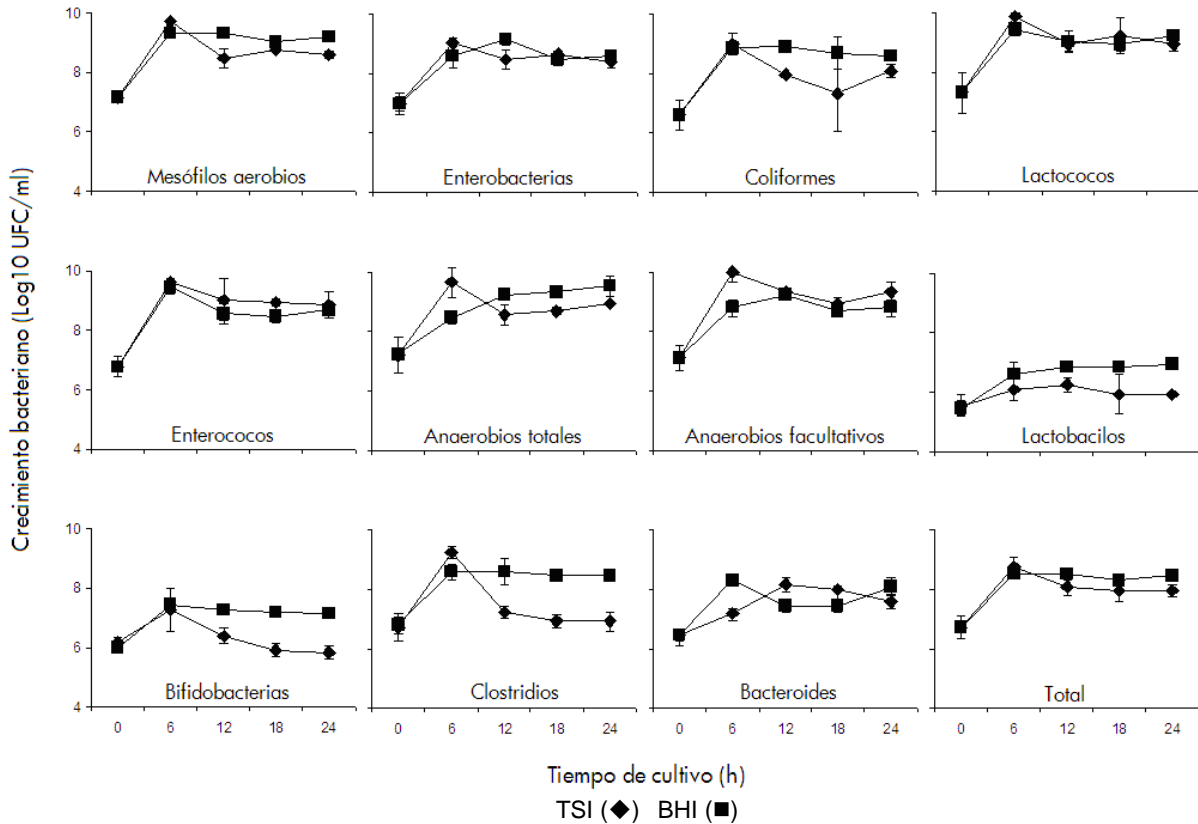 Crecimiento bacteriano (Log10 UFC/ml)
10
8
6
4
Mesófilos aerobios
Enterobacterias
Coliformes
Lactococos
10
8
6
4
Enterococos
Anaerobios totales
Anaerobios facultativos
Lactobacilos
10
8
6
4
Bifidobacterias
Clostridios
Bacteroides
Total
0 6 12 18 24
0 6 12 18 24
0 6 12 18 24
0 6 12 18 24
Tiempo de cultivo (h)
TSI (◆) BHI (■)